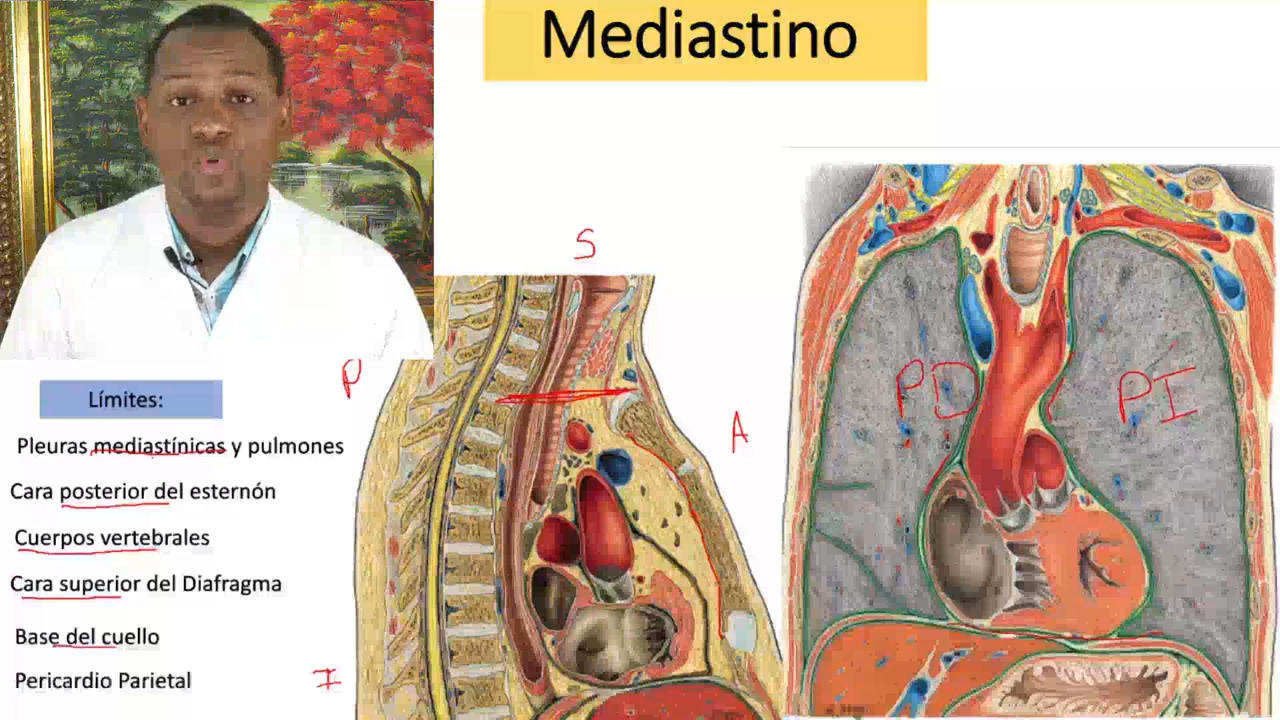 Mediastino
S
P
A
PD
PI
Límites:
Pleuras mediastínicas y pulmones
Cara posterior del esternón
Cuerpos vertebrales
Cara superior del Diafragma
Base del cuello
Pericardio Parietal
I